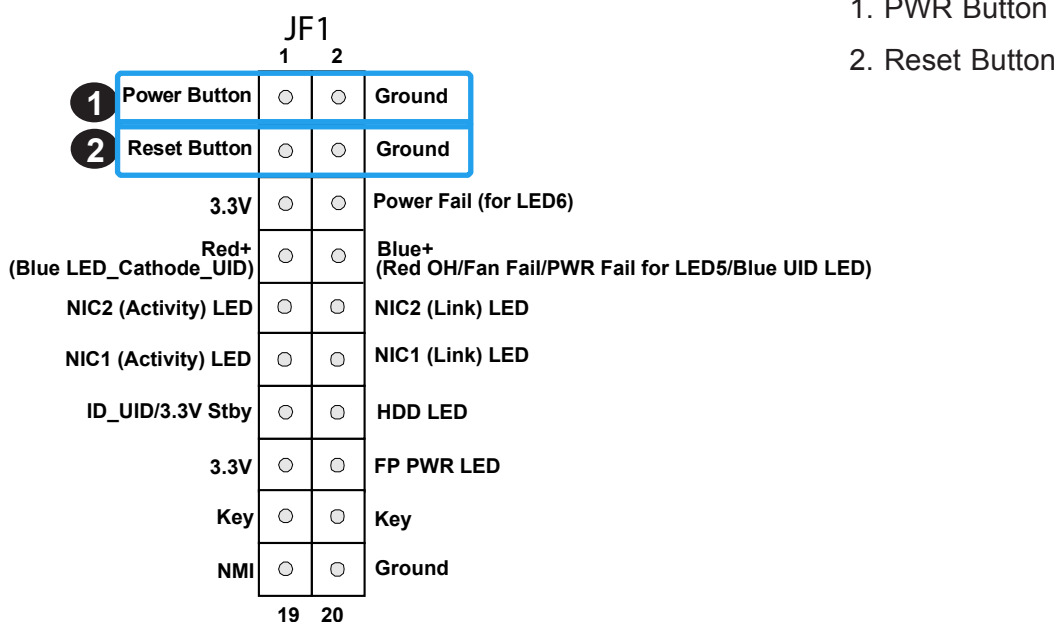 1. PWR Button
2. Reset Button
JF1
1 2
1 Power Button Ground
2 Reset Button Ground
3.3V Power Fail (for LED6)
Red+ Blue+
(Blue LED_Cathode_UID) (Red OH/Fan Fail/PWR Fail for LED5/Blue UID LED)
NIC2 (Activity) LED NIC2 (Link) LED
NIC1 (Activity) LED NIC1 (Link) LED
ID_UID/3.3V Stby HDD LED
3.3V FP PWR LED
Key Key
NMI Ground
19 20